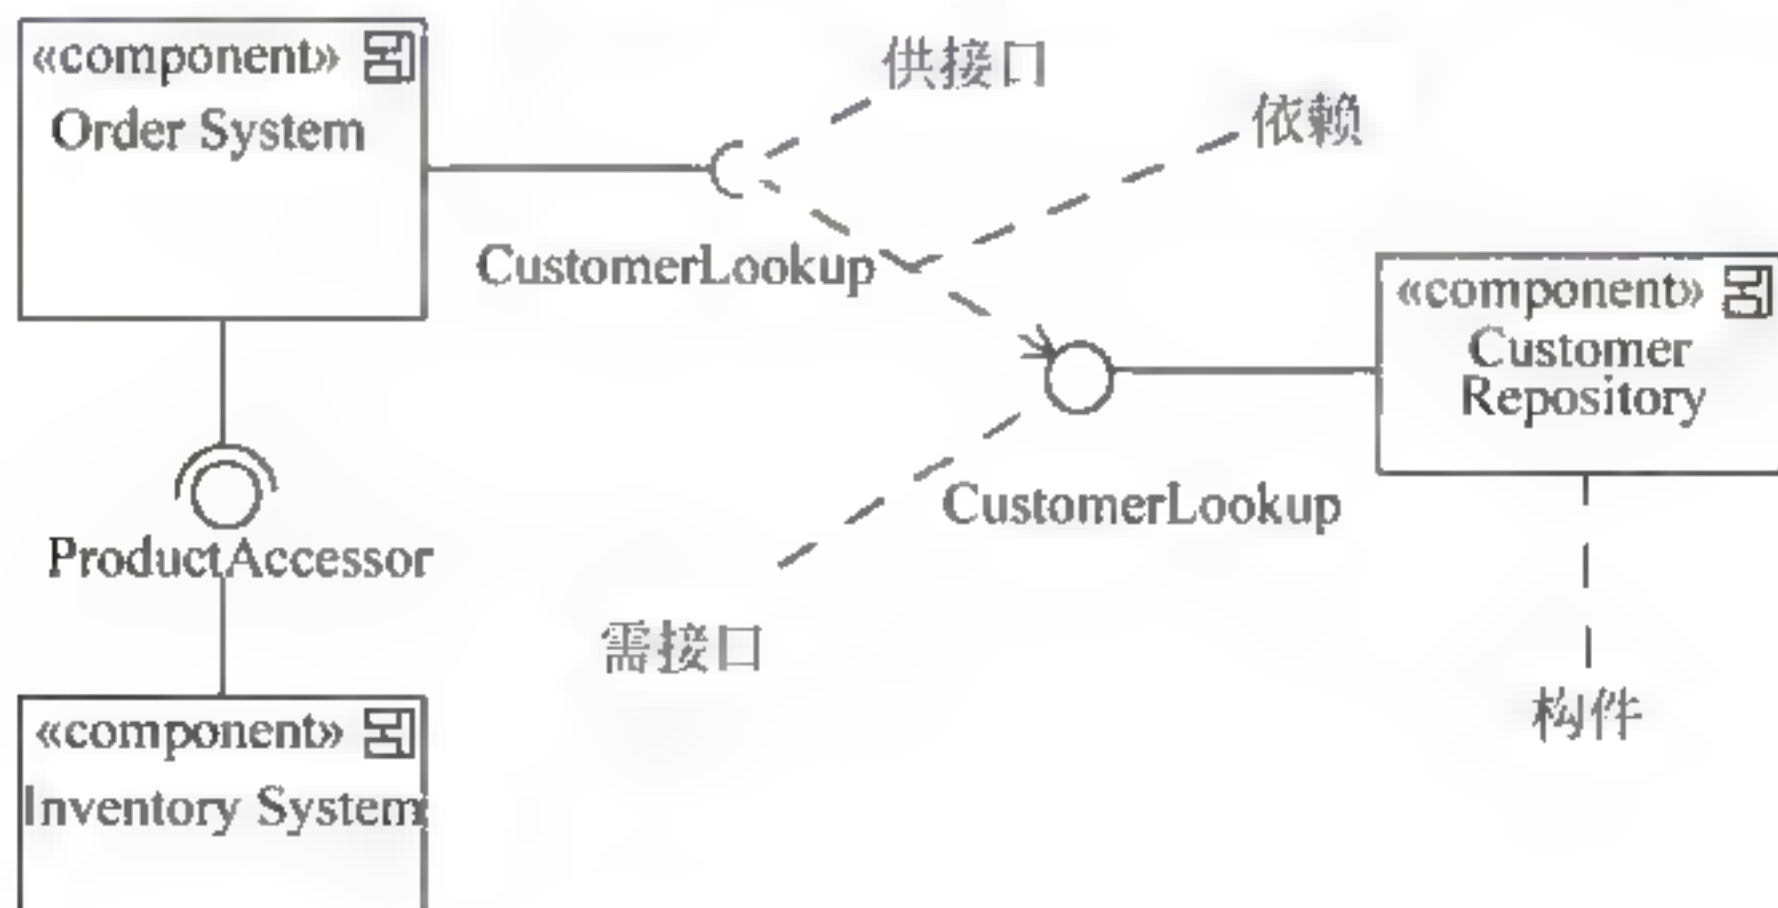 «component»
Order System
供接口
依赖
CustomerLookup
«component»
Customer
Repository
CustomerLookup
ProductAccessor
需接口
构件
«component»
Inventory System